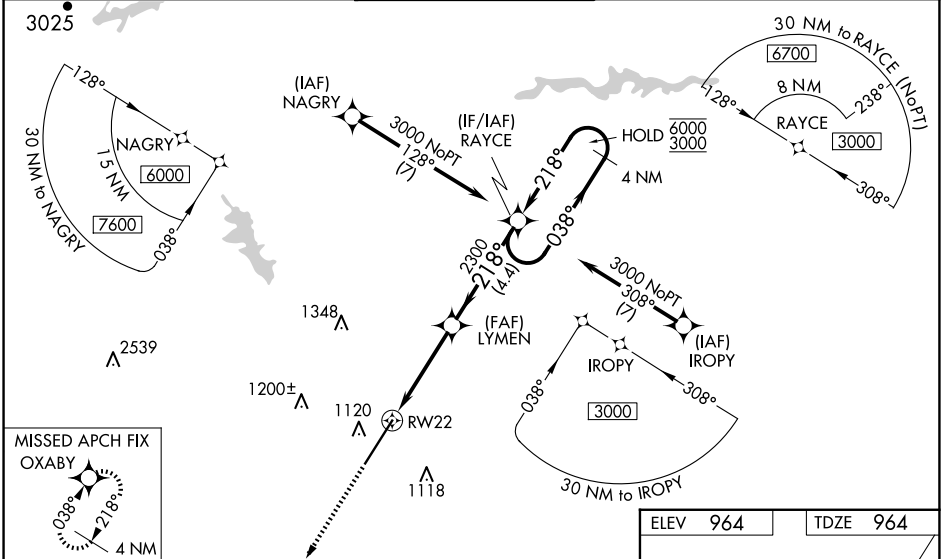 3025
128°
NAGRY
6000
15 NM
7600
30 NM to NAGRY
038°
(IAF)
NAGRY
3000 NoPT
128°
(7)
(IF/IAF)
RAYCE
HOLD 6000
3000
218°
038°
4 NM
30 NM to RAYCE (NoPT)
6700
8 NM
128°
238°
RAYCE
3000
308°
2300
218°
(4.4)
(FAF)
LYMEN
3000 NoPT
308°
(7)
(IAF)
IROPY
IROPY
038°
308°
3000
30 NM to IROPY
1348
2539
1200±
1120
RW22
1118
MISSED APCH FIX
OXABY
038°
218°
4 NM
ELEV 964
TDZE 964